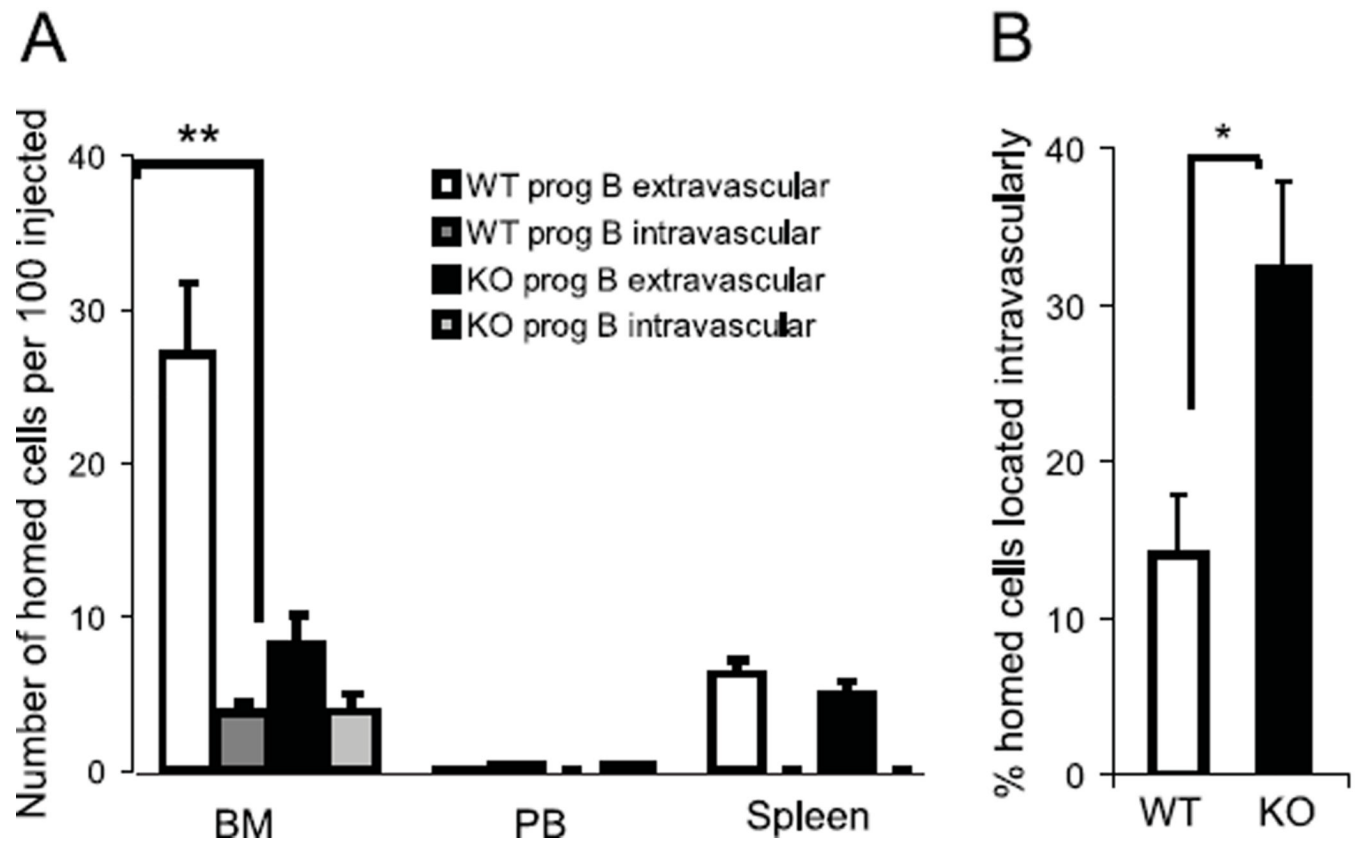 A
Number of homed cells per 100 injected
40
30
20
10
0
**
WT prog B extravascular
WT prog B intravascular
KO prog B extravascular
KO prog B intravascular
BM
PB
Spleen
B
% homed cells located intravascularly
40
30
20
10
0
*
WT
KO